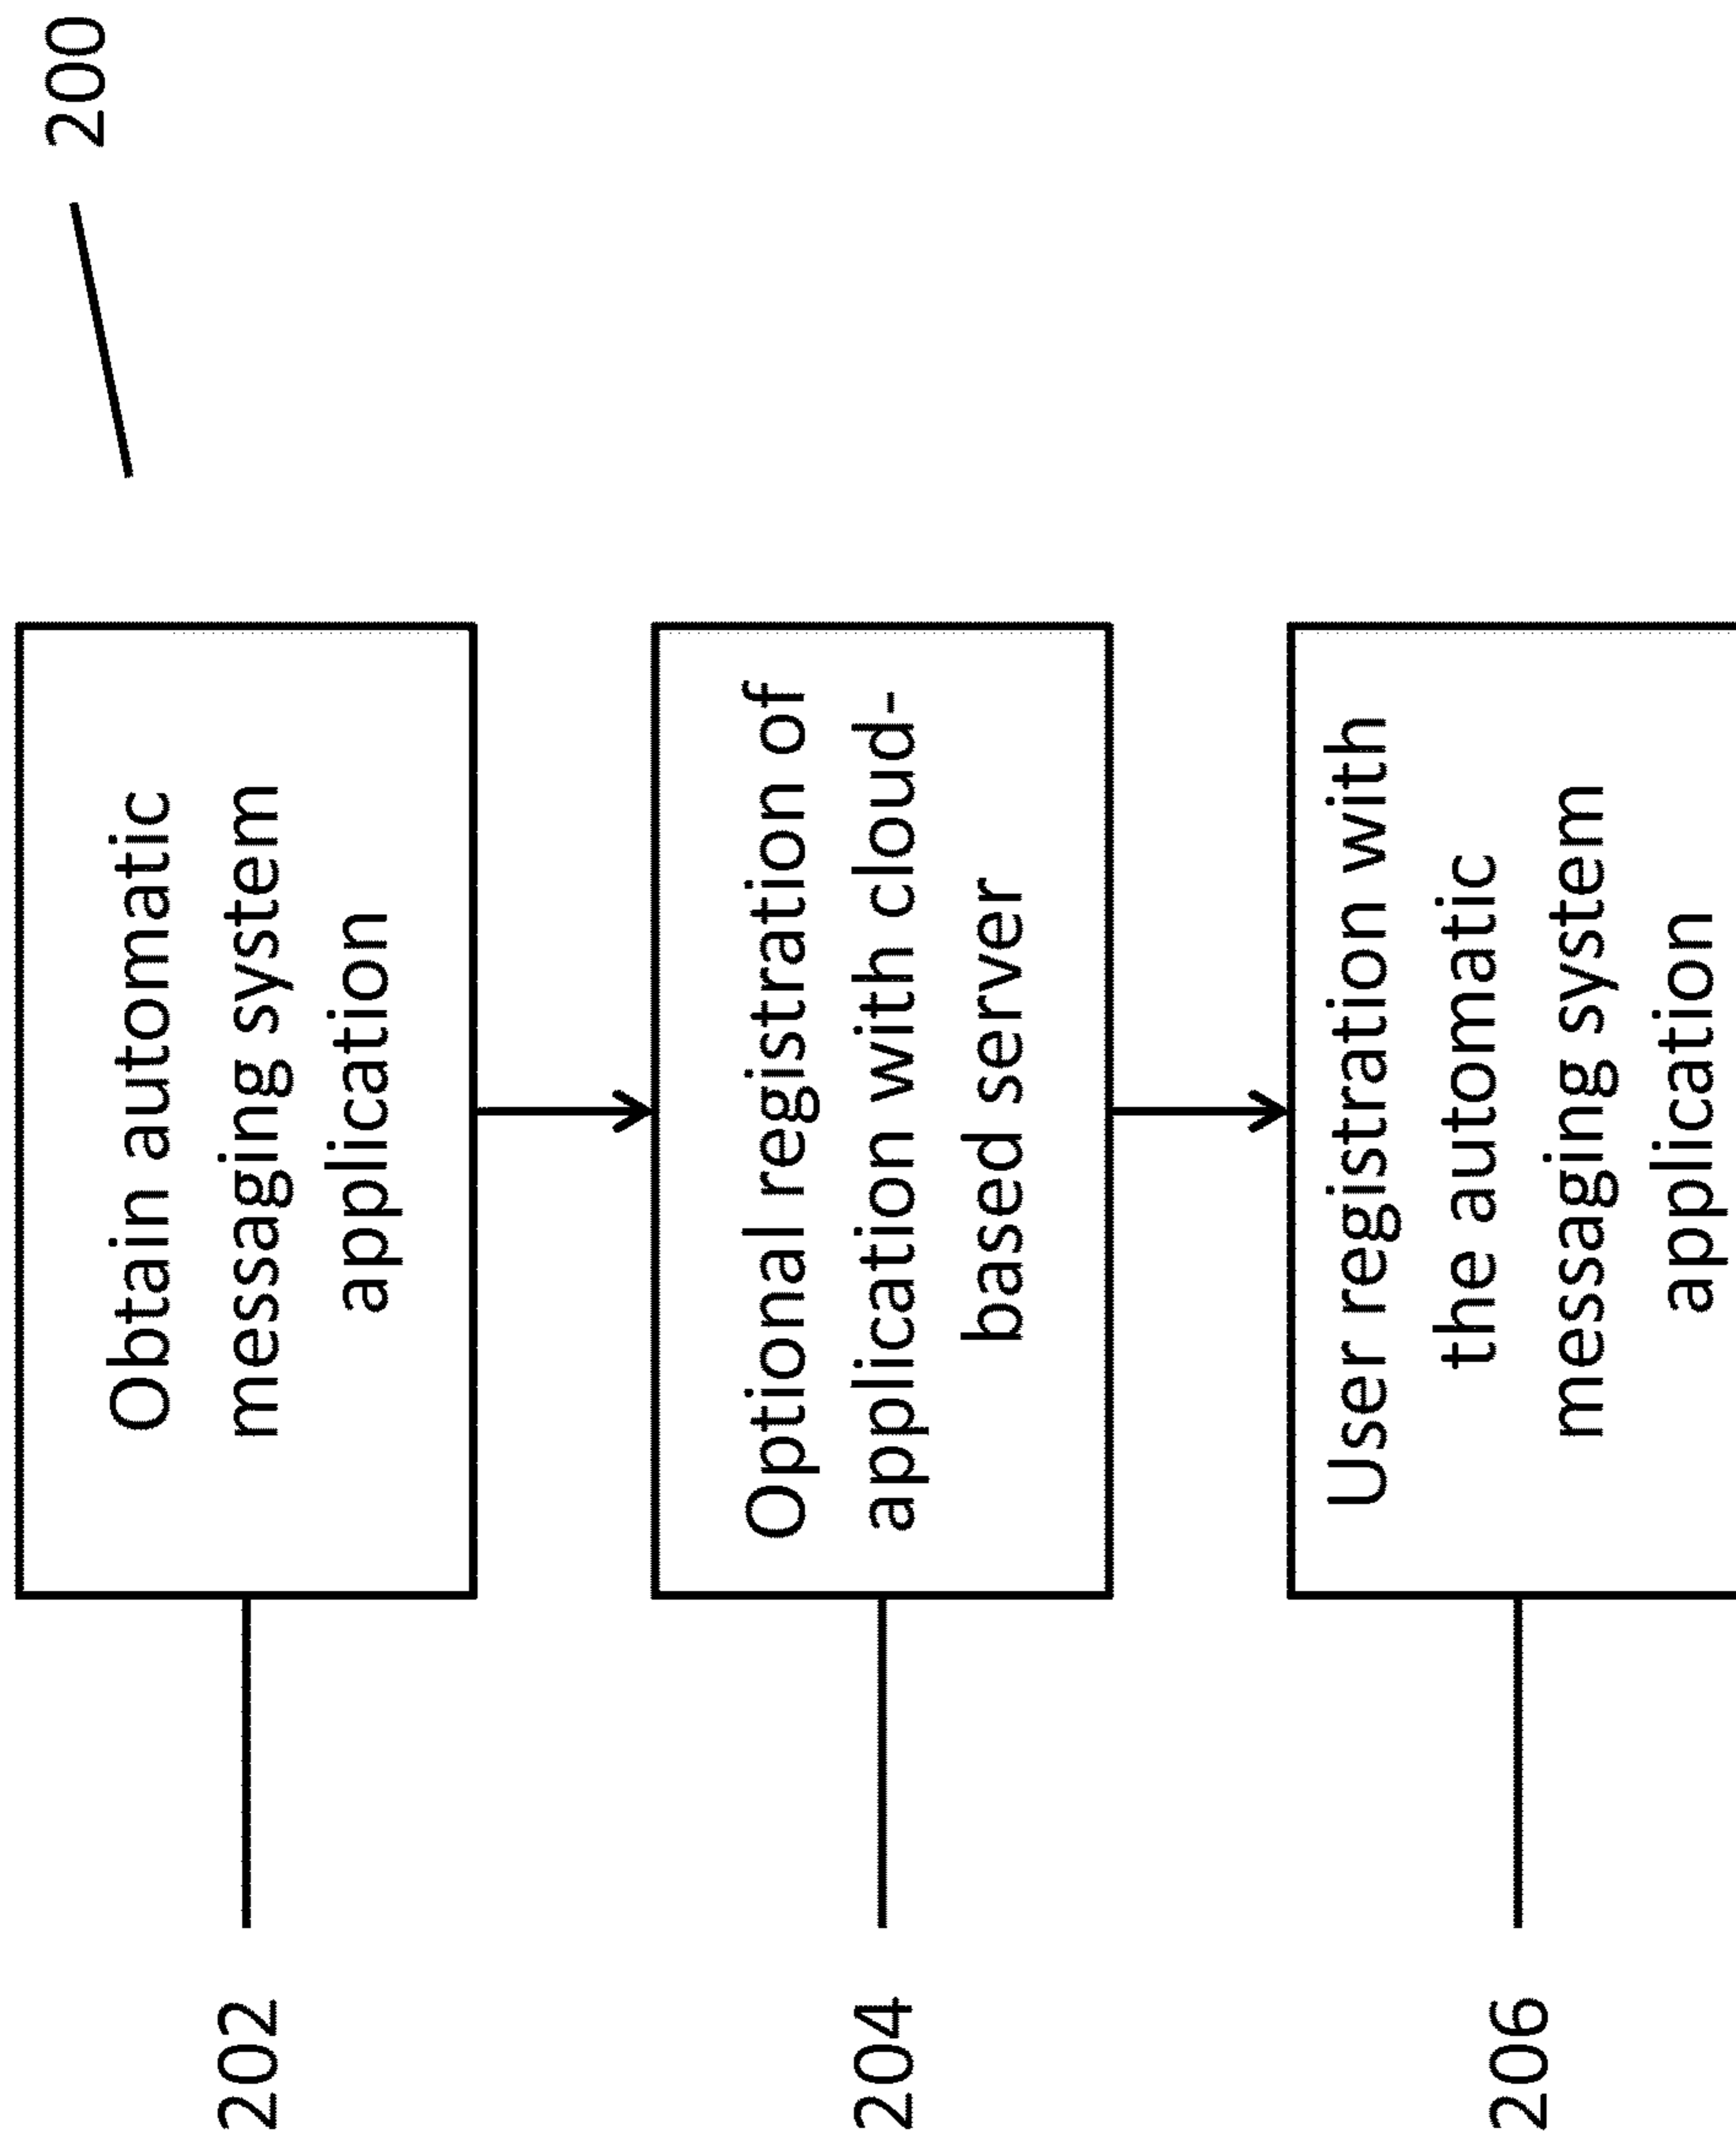 200
202
Obtain automatic
messaging system
application
204
Optional registration of
application with cloud-
based server
206
User registration with
the automatic
messaging system
application